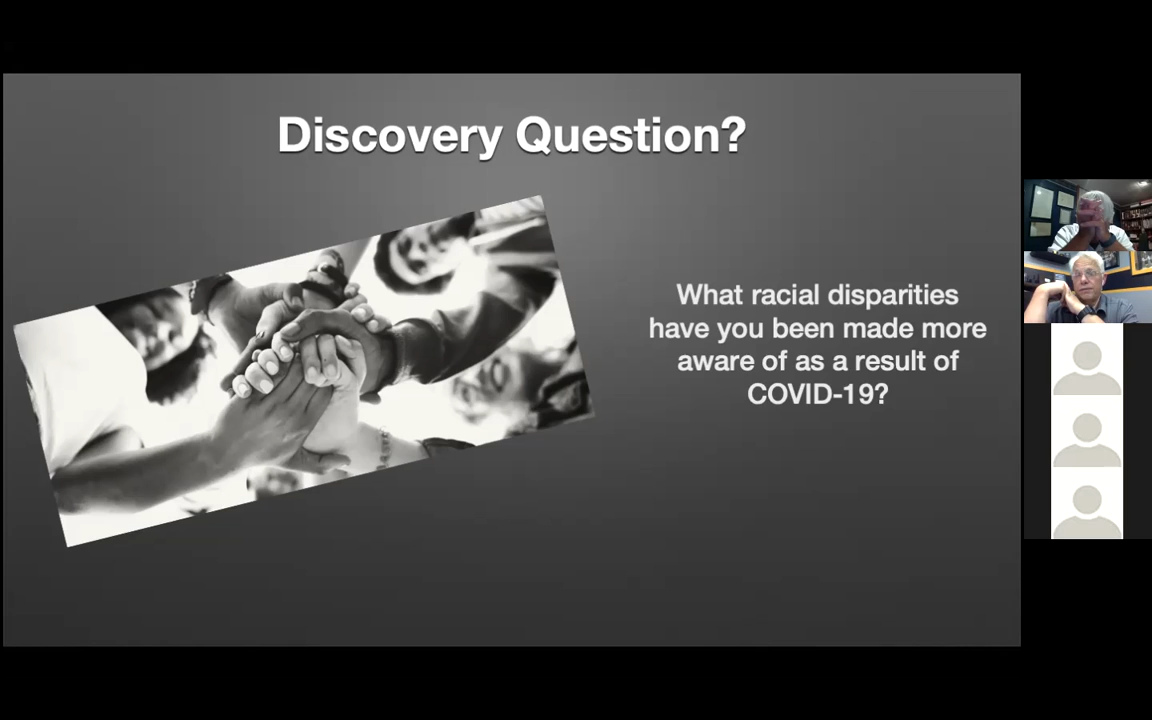 Discovery Question?
What racial disparities
have you been made more
aware of as a result of
COVID-19?